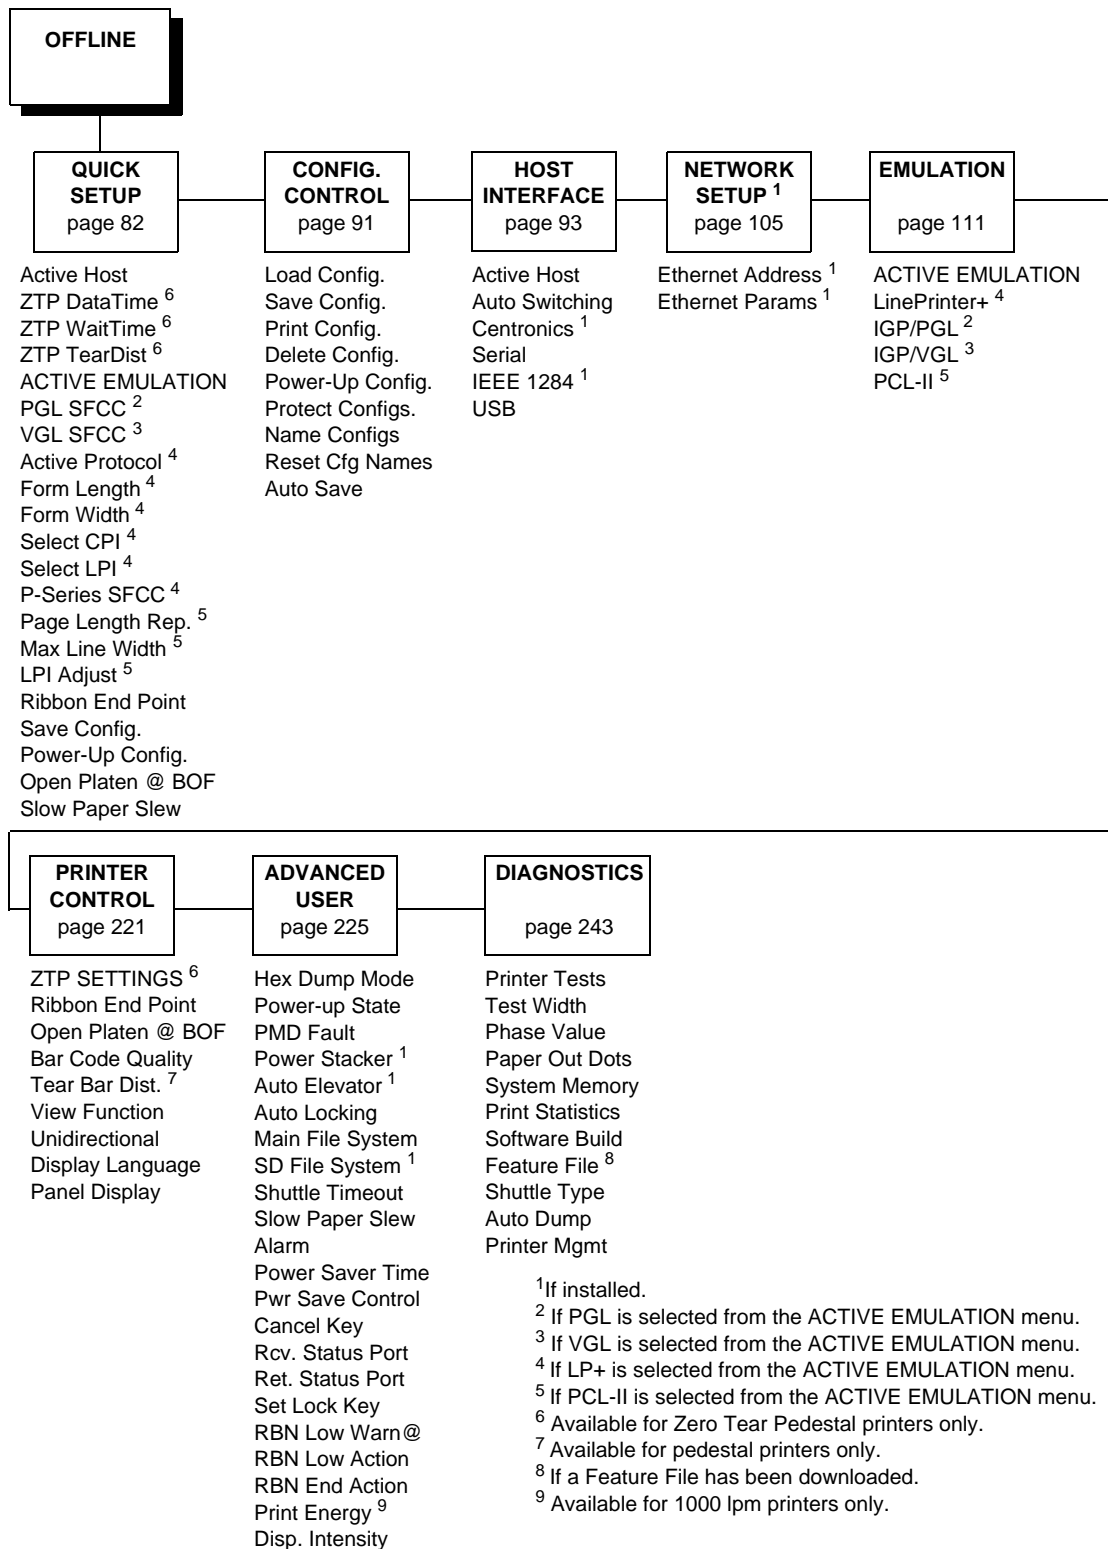 OFFLINE
QUICK
SETUP
page 82
Active Host
ZTP DataTime 6
ZTP WaitTime 6
ZTP TearDist 6
ACTIVE EMULATION
PGL SFCC 2
VGL SFCC 3
Active Protocol 4
Form Length 4
Form Width 4
Select CPI 4
Select LPI 4
P-Series SFCC 4
Page Length Rep. 5
Max Line Width 5
LPI Adjust 5
Ribbon End Point
Save Config.
Power-Up Config.
Open Platen @ BOF
Slow Paper Slew
CONFIG.
CONTROL
page 91
Load Config.
Save Config.
Print Config.
Delete Config.
Power-Up Config.
Protect Configs.
Name Configs
Reset Cfg Names
Auto Save
HOST
INTERFACE
page 93
Active Host
Auto Switching
Centronics 1
Serial
IEEE 1284 1
USB
NETWORK
SETUP 1
page 105
Ethernet Address 1
Ethernet Params 1
EMULATION
page 111
ACTIVE EMULATION
LinePrinter+ 4
IGP/PGL 2
IGP/VGL 3
PCL-II 5
PRINTER
CONTROL
page 221
ZTP SETTINGS 6
Ribbon End Point
Open Platen @ BOF
Bar Code Quality
Tear Bar Dist. 7
View Function
Unidirectional
Display Language
Panel Display
ADVANCED
USER
page 225
Hex Dump Mode
Power-up State
PMD Fault
Power Stacker 1
Auto Elevator 1
Auto Locking
Main File System
SD File System 1
Shuttle Timeout
Slow Paper Slew
Alarm
Power Saver Time
Pwr Save Control
Cancel Key
Rcv. Status Port
Ret. Status Port
Set Lock Key
RBN Low Warn@
RBN Low Action
RBN End Action
Print Energy 9
Disp. Intensity
DIAGNOSTICS
page 243
Printer Tests
Test Width
Phase Value
Paper Out Dots
System Memory
Print Statistics
Software Build
Feature File 8
Shuttle Type
Auto Dump
Printer Mgmt
1If installed.
2 If PGL is selected from the ACTIVE EMULATION menu.
3 If VGL is selected from the ACTIVE EMULATION menu.
4 If LP+ is selected from the ACTIVE EMULATION menu.
5 If PCL-II is selected from the ACTIVE EMULATION menu.
6 Available for Zero Tear Pedestal printers only.
7 Available for pedestal printers only.
8 If a Feature File has been downloaded.
9 Available for 1000 lpm printers only.